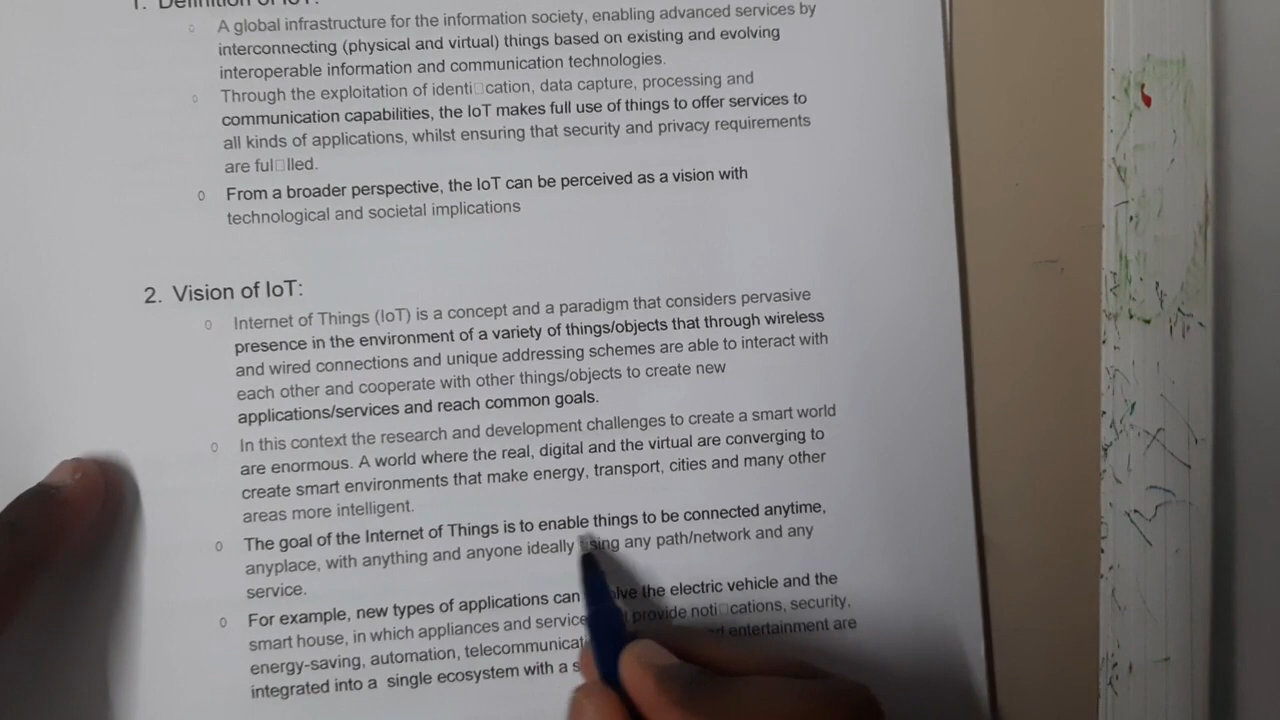 1. Definition of IoT:
o A global infrastructure for the information society, enabling advanced services by
interconnecting (physical and virtual) things based on existing and evolving
interoperable information and communication technologies.
o Through the exploitation of identi□cation, data capture, processing and
communication capabilities, the IoT makes full use of things to offer services to
all kinds of applications, whilst ensuring that security and privacy requirements
are ful□lled.
o From a broader perspective, the IoT can be perceived as a vision with
technological and societal implications
2. Vision of IoT:
o Internet of Things (IoT) is a concept and a paradigm that considers pervasive
presence in the environment of a variety of things/objects that through wireless
and wired connections and unique addressing schemes are able to interact with
each other and cooperate with other things/objects to create new
applications/services and reach common goals.
o In this context the research and development challenges to create a smart world
are enormous. A world where the real, digital and the virtual are converging to
create smart environments that make energy, transport, cities and many other
areas more intelligent.
o The goal of the Internet of Things is to enable things to be connected anytime,
anyplace, with anything and anyone ideally using any path/network and any
service.
o For example, new types of applications can the electric vehicle and the
smart house, in which appliances and provide noti□cations, security,
energy-saving, automation, entertainment are
integrated into a single ecosystem with a